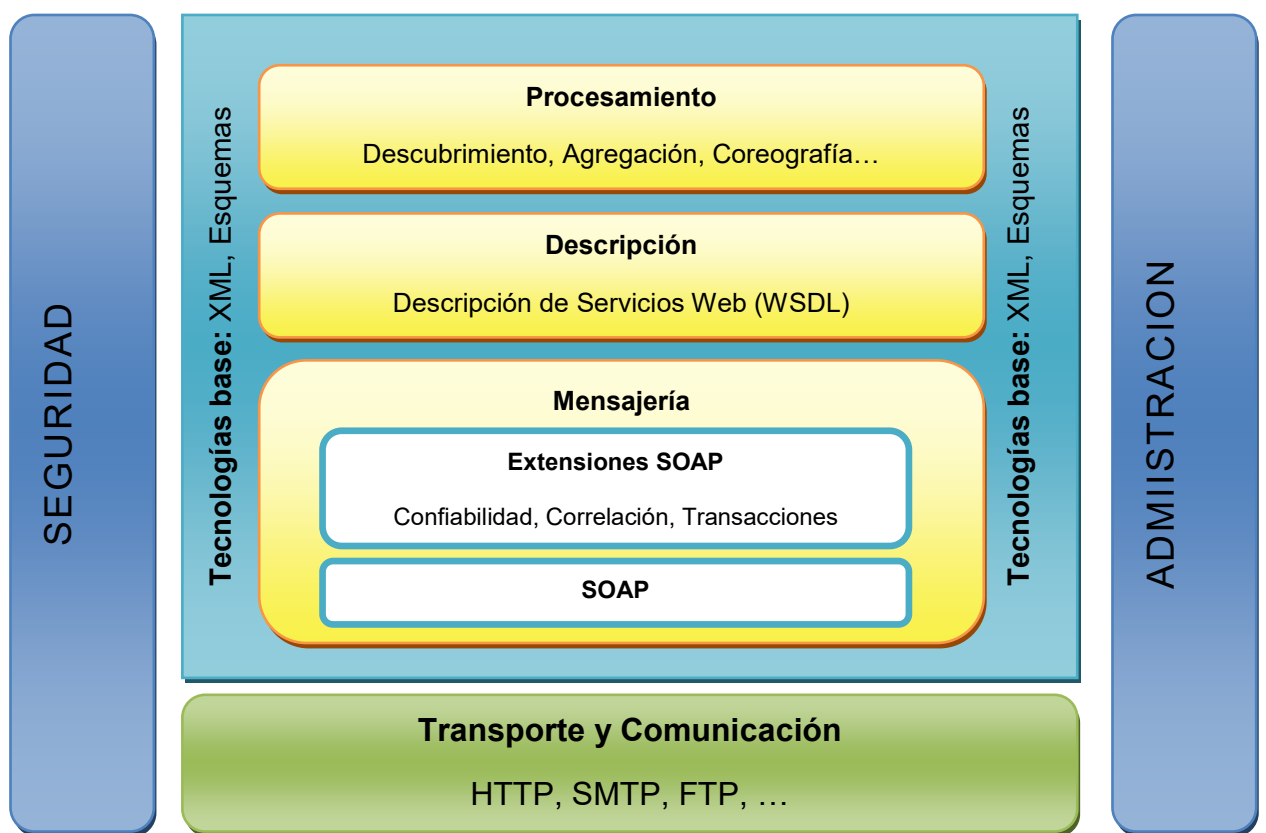 SEGURIDAD
Tecnologías base: XML, Esquemas
Procesamiento
Descubrimiento, Agregación, Coreografía…
Descripción
Descripción de Servicios Web (WSDL)
Mensajería
Extensiones SOAP
Confiabilidad, Correlación, Transacciones
SOAP
Tecnologías base: XML, Esquemas
ADMIISTRACION
Transporte y Comunicación
HTTP, SMTP, FTP, …